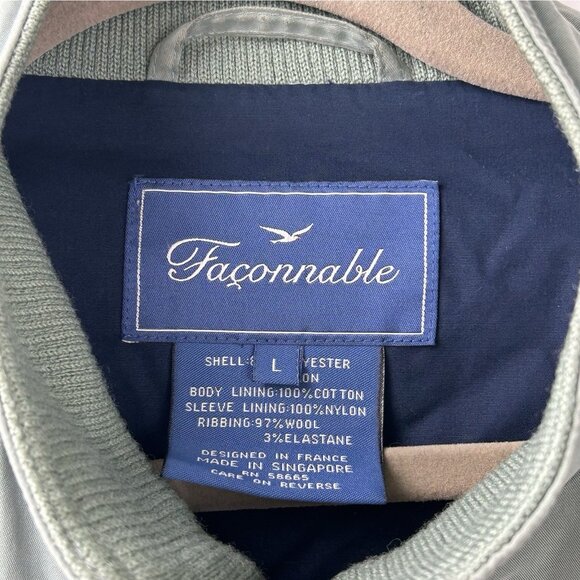 Façonnable
L
SHELL:
BODY LINING:100%COTTON
SLEEVE LINING:100%NYLON
RIBBING:97%WOOL
3%ELASTANE
DESIGNED IN FRANCE
MADE IN SINGAPORE
RN 58665
CARE ON REVERSE